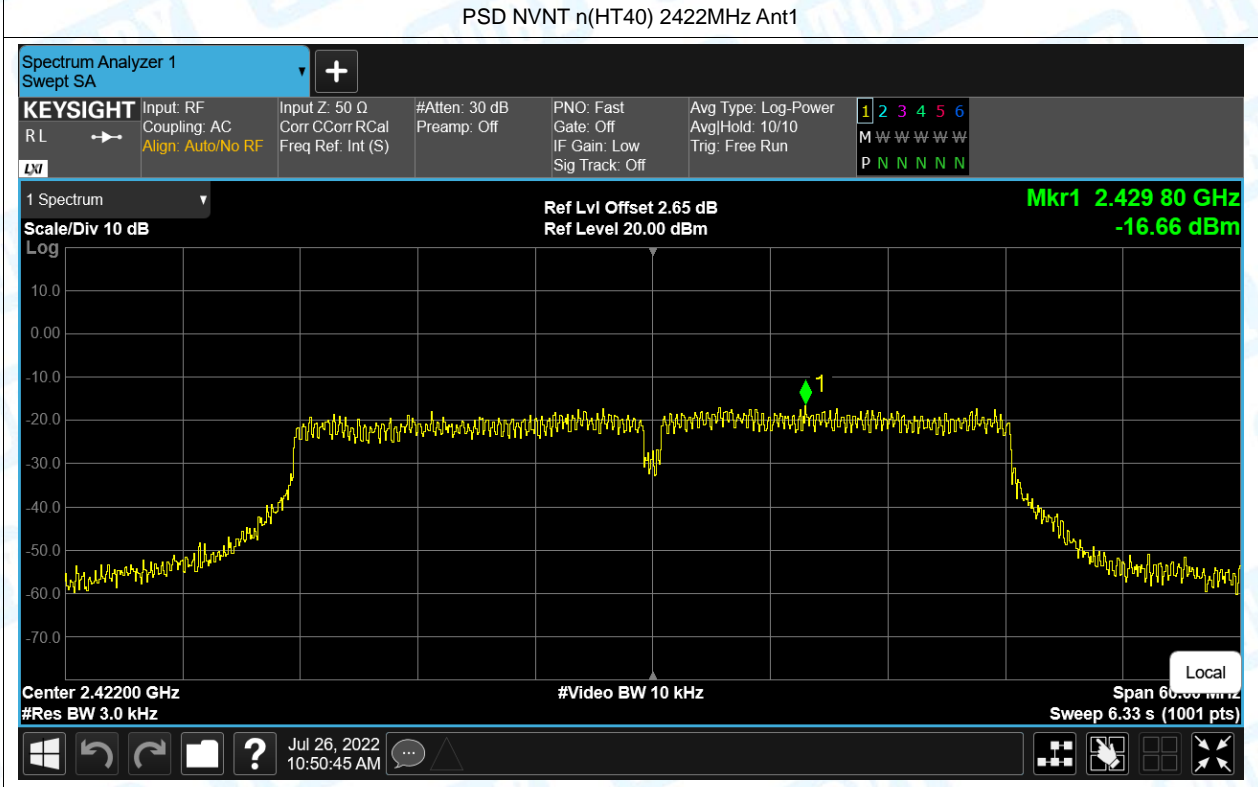 PSD NVNT n(HT40) 2422MHz Ant1
Spectrum Analyzer 1
Swept SA
KEYSIGHT
R L
LXI
Input: RF
Coupling: AC
Align: Auto/No RF
Input Z: 50 Ω
Corr CCorr RCal
Freq Ref: Int (S)
#Atten: 30 dB
Preamp: Off
PNO: Fast
Gate: Off
IF Gain: Low
Sig Track: Off
Avg Type: Log-Power
Avg|Hold: 10/10
Trig: Free Run
1 2 3 4 5 6
M W W W W W
P N N N N N
1 Spectrum
Scale/Div 10 dB
Ref Lvl Offset 2.65 dB
Ref Level 20.00 dBm
Mkr1 2.429 80 GHz
-16.66 dBm
Log
10.0
0.00
-10.0
-20.0
-30.0
-40.0
-50.0
-60.0
-70.0
1
Center 2.42200 GHz
#Res BW 3.0 kHz
#Video BW 10 kHz
Span 60.00 MHz
Sweep 6.33 s (1001 pts)
Local
?
Jul 26, 2022
10:50:45 AM